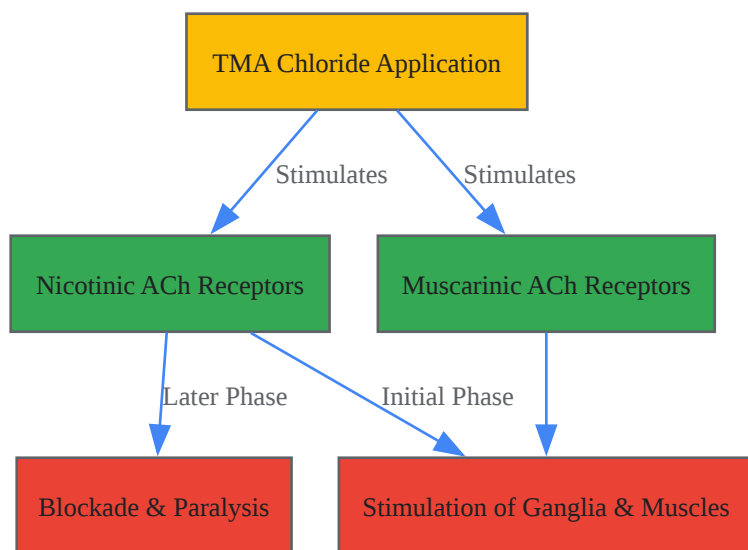 TMA Chloride Application
Stimulates
Stimulates
Nicotinic ACh Receptors
Muscarinic ACh Receptors
Later Phase
Initial Phase
Blockade & Paralysis
Stimulation of Ganglia & Muscles